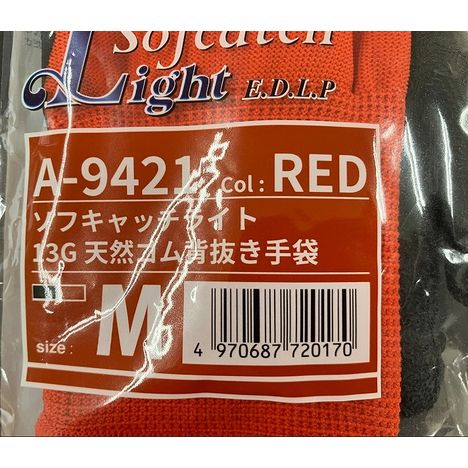 Softcatch
Light E.D.L.P
A-9421 Col : RED
ソフキャッチライト
13G 天然ゴム背抜き手袋
size : M
4 970687 720170